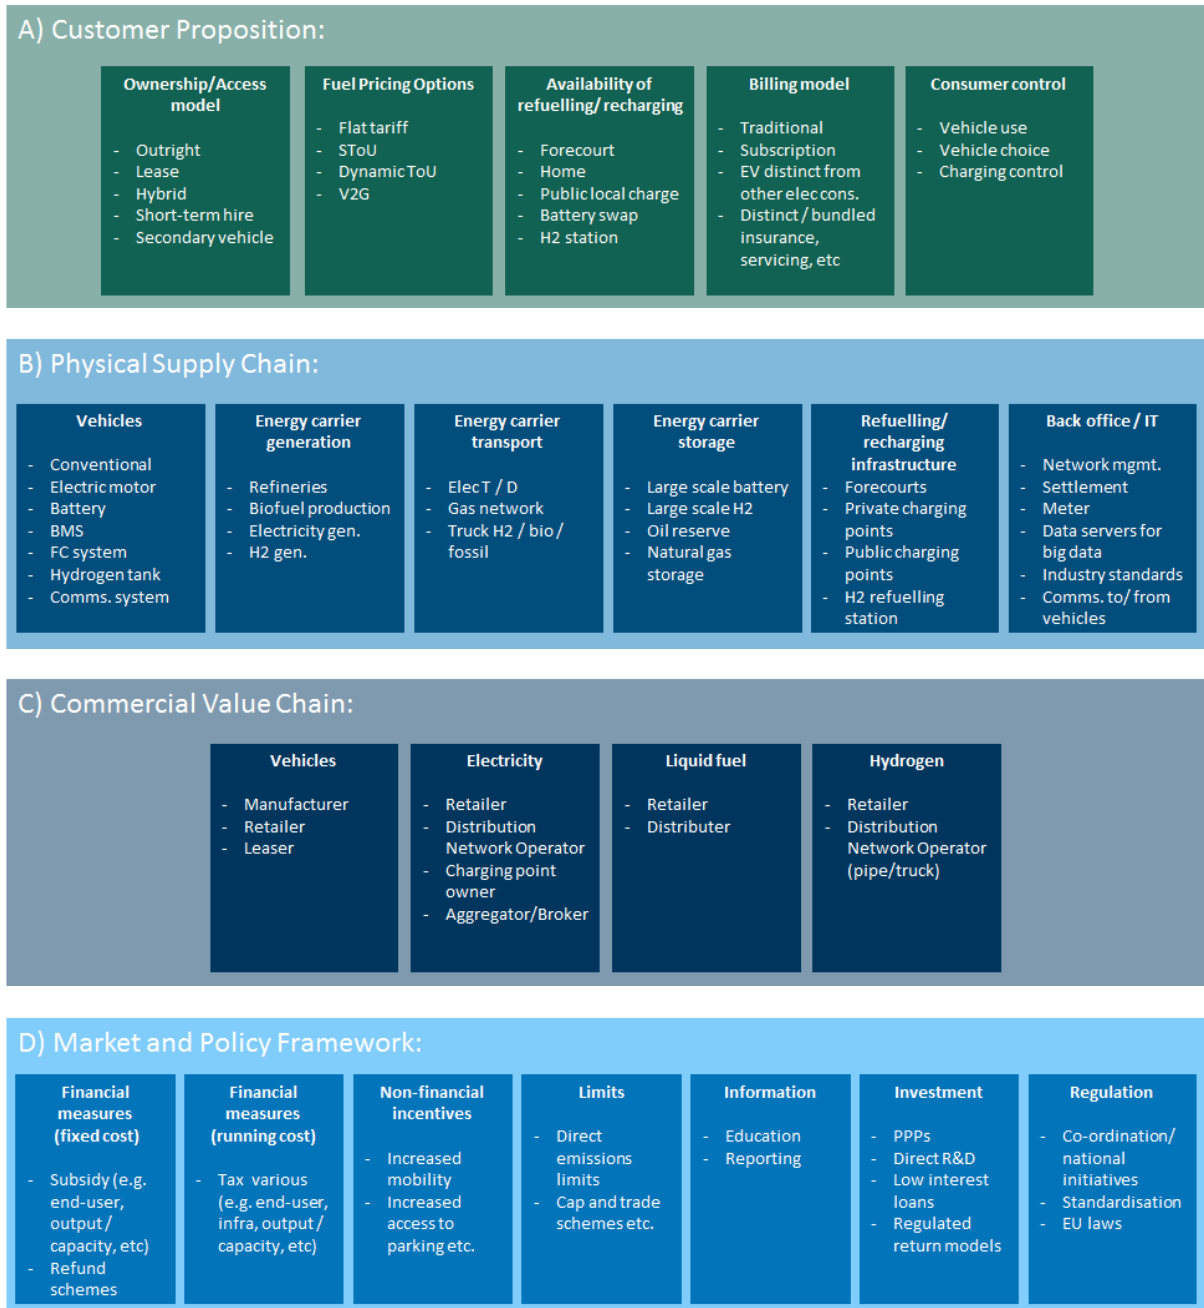 A) Customer Proposition:
Ownership/Access
model
- Outright
- Lease
- Hybrid
- Short-term hire
- Secondary vehicle
Fuel Pricing Options
- Flat tariff
- SToU
- Dynamic ToU
- V2G
Availability of
refuelling/ recharging
- Forecourt
- Home
- Public local charge
- Battery swap
- H2 station
Billing model
- Traditional
- Subscription
- EV distinct from
other elec cons.
- Distinct / bundled
insurance,
servicing, etc
Consumer control
- Vehicle use
- Vehicle choice
- Charging control
B) Physical Supply Chain:
Vehicles
- Conventional
- Electric motor
- Battery
- BMS
- FC system
- Hydrogen tank
- Comms. system
Energy carrier
generation
- Refineries
- Biofuel production
- Electricity gen.
- H2 gen.
Energy carrier
transport
- Elec T / D
- Gas network
- Truck H2 / bio /
fossil
Energy carrier
storage
- Large scale battery
- Large scale H2
- Oil reserve
- Natural gas
storage
Refuelling/
recharging
infrastructure
- Forecourts
- Private charging
points
- Public charging
points
- H2 refuelling
station
Back office / IT
- Network mgmt.
- Settlement
- Meter
- Data servers for
big data
- Industry standards
- Comms. to/ from
vehicles
C) Commercial Value Chain:
Vehicles
- Manufacturer
- Retailer
- Leaser
Electricity
- Retailer
- Distribution
Network Operator
- Charging point
owner
- Aggregator/Broker
Liquid fuel
- Retailer
- Distributer
Hydrogen
- Retailer
- Distribution
Network Operator
(pipe/truck)
D) Market and Policy Framework:
Financial
measures
(fixed cost)
- Subsidy (e.g.
end-user,
output /
capacity, etc)
- Refund
schemes
Financial
measures
(running cost)
- Tax various
(e.g. end-user,
infra, output /
capacity, etc)
Non-financial
incentives
- Increased
mobility
- Increased
access to
parking etc.
Limits
- Direct
emissions
limits
- Cap and trade
schemes etc.
Information
- Education
- Reporting
Investment
- PPPs
- Direct R&D
- Low interest
loans
- Regulated
return models
Regulation
- Co-ordination/
national
initiatives
- Standardisation
- EU laws